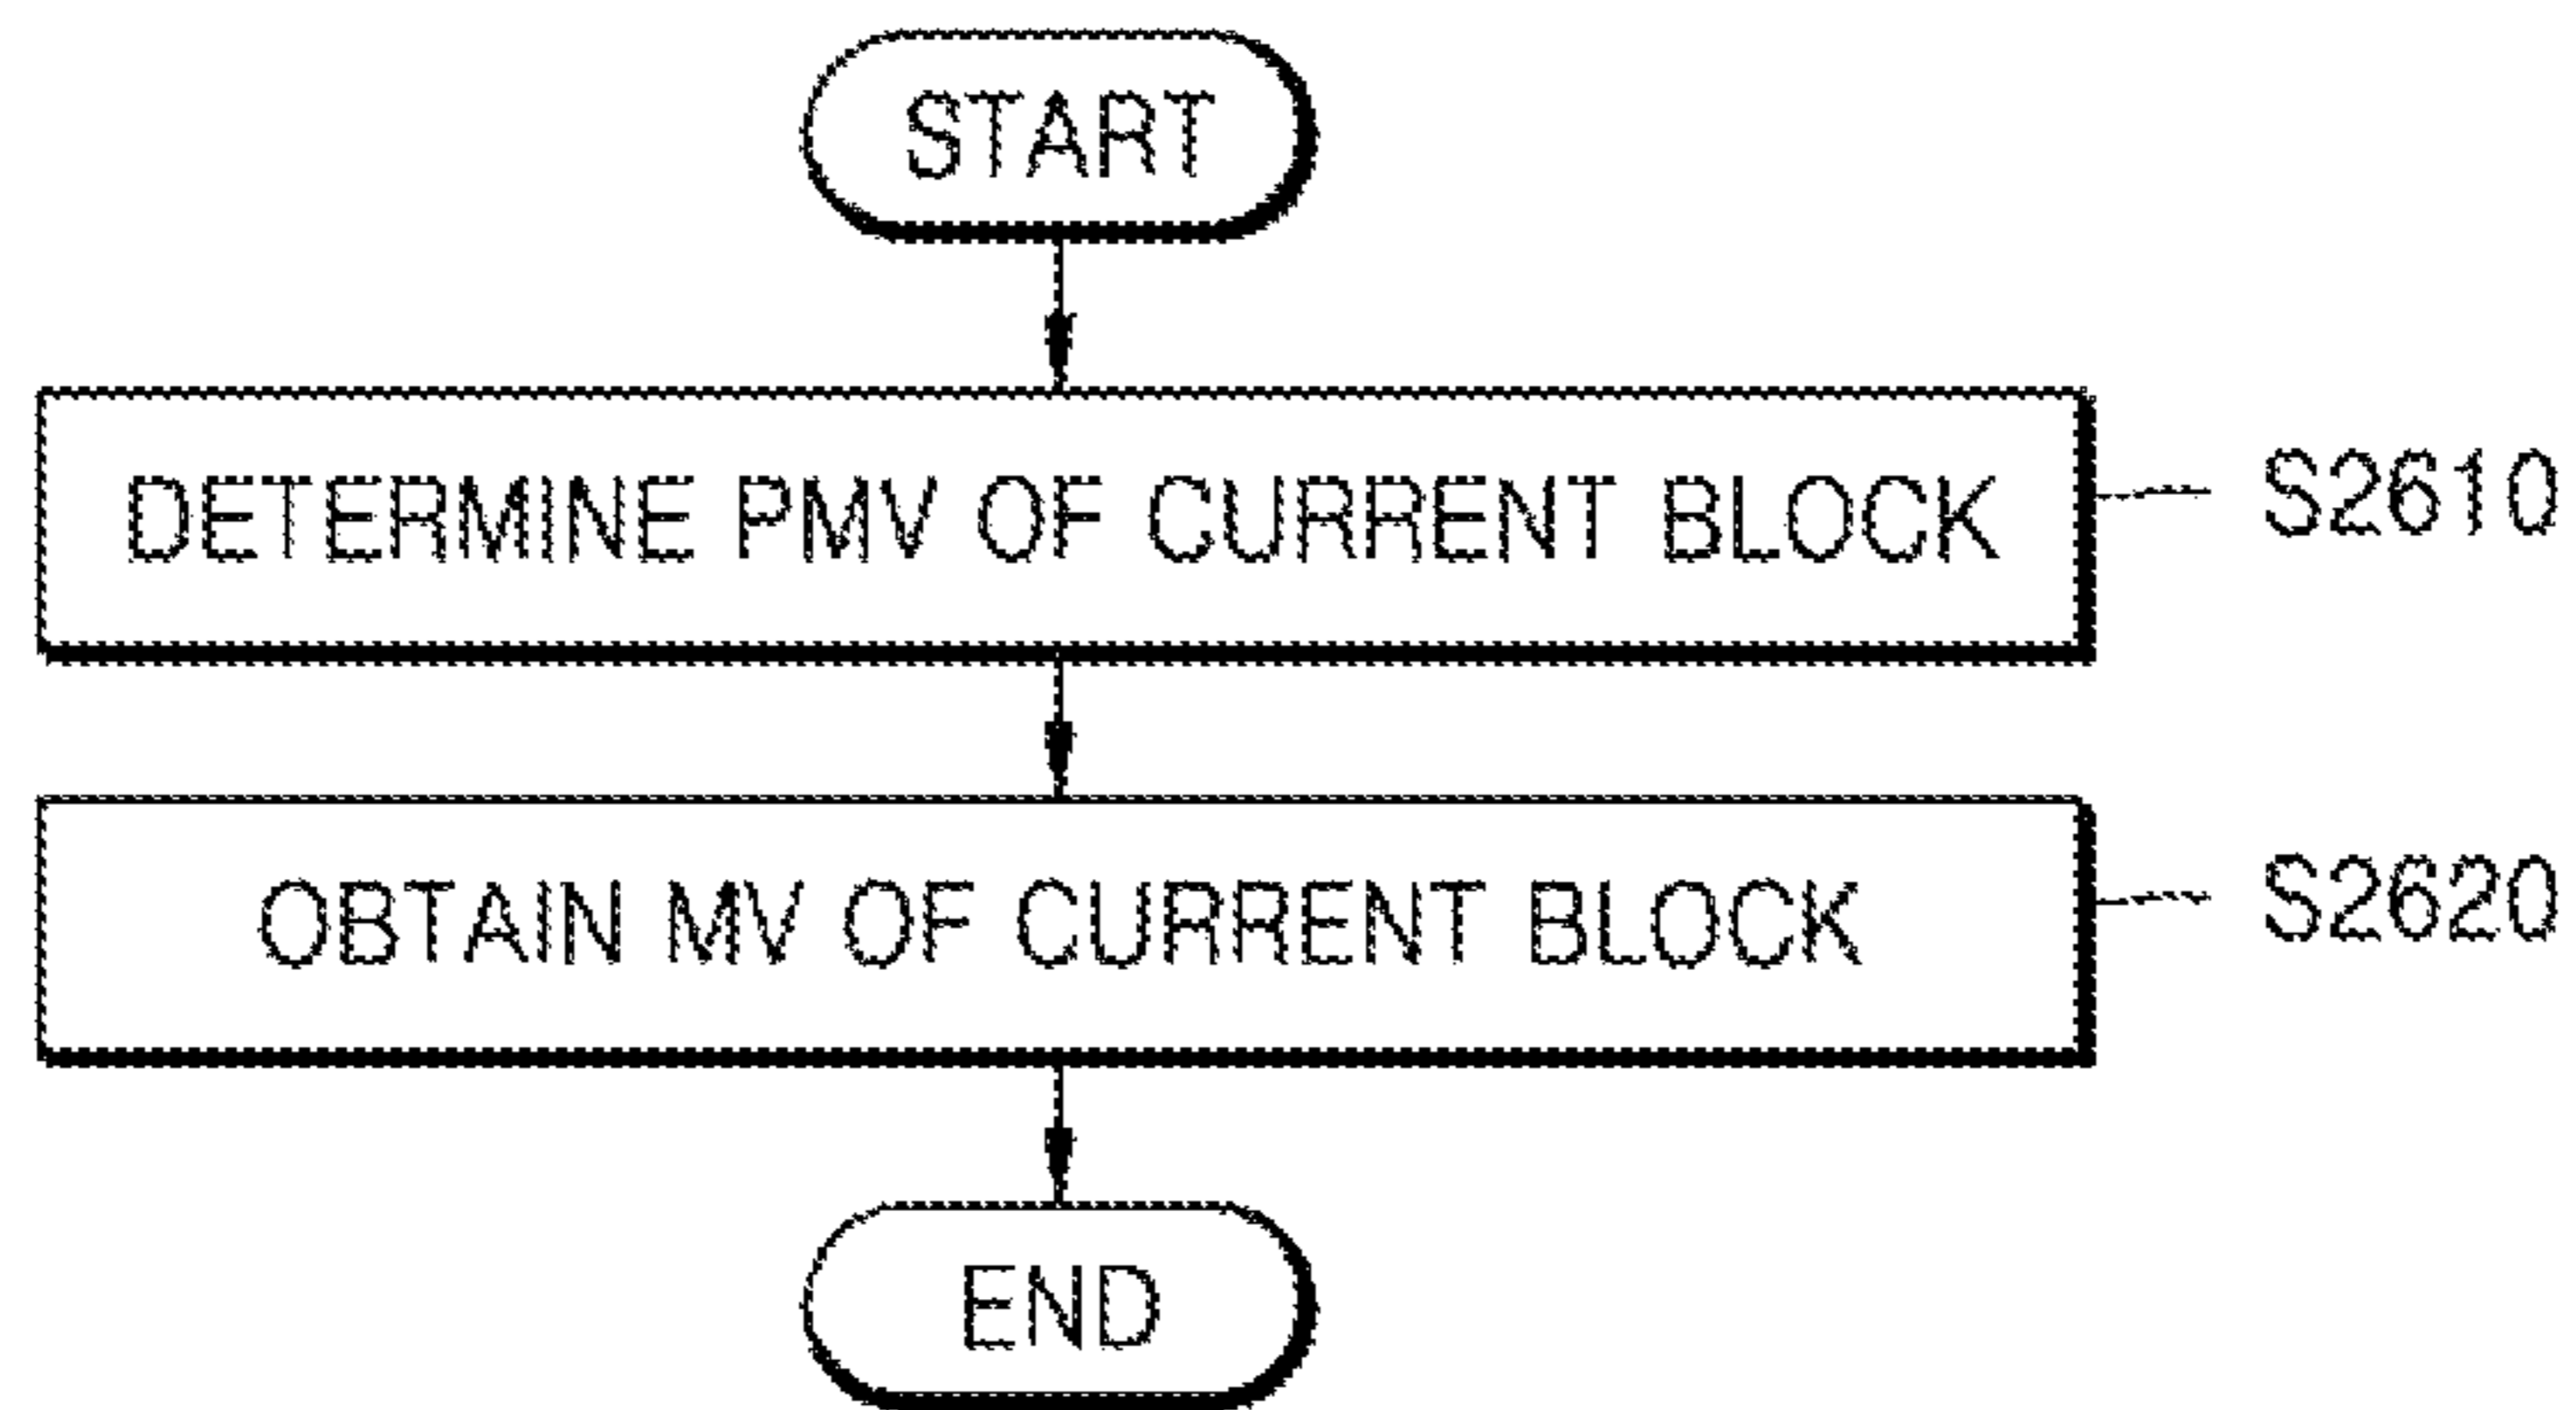 START
DETERMINE PMV OF CURRENT BLOCK
S2610
OBTAIN MV OF CURRENT BLOCK
S2620
END